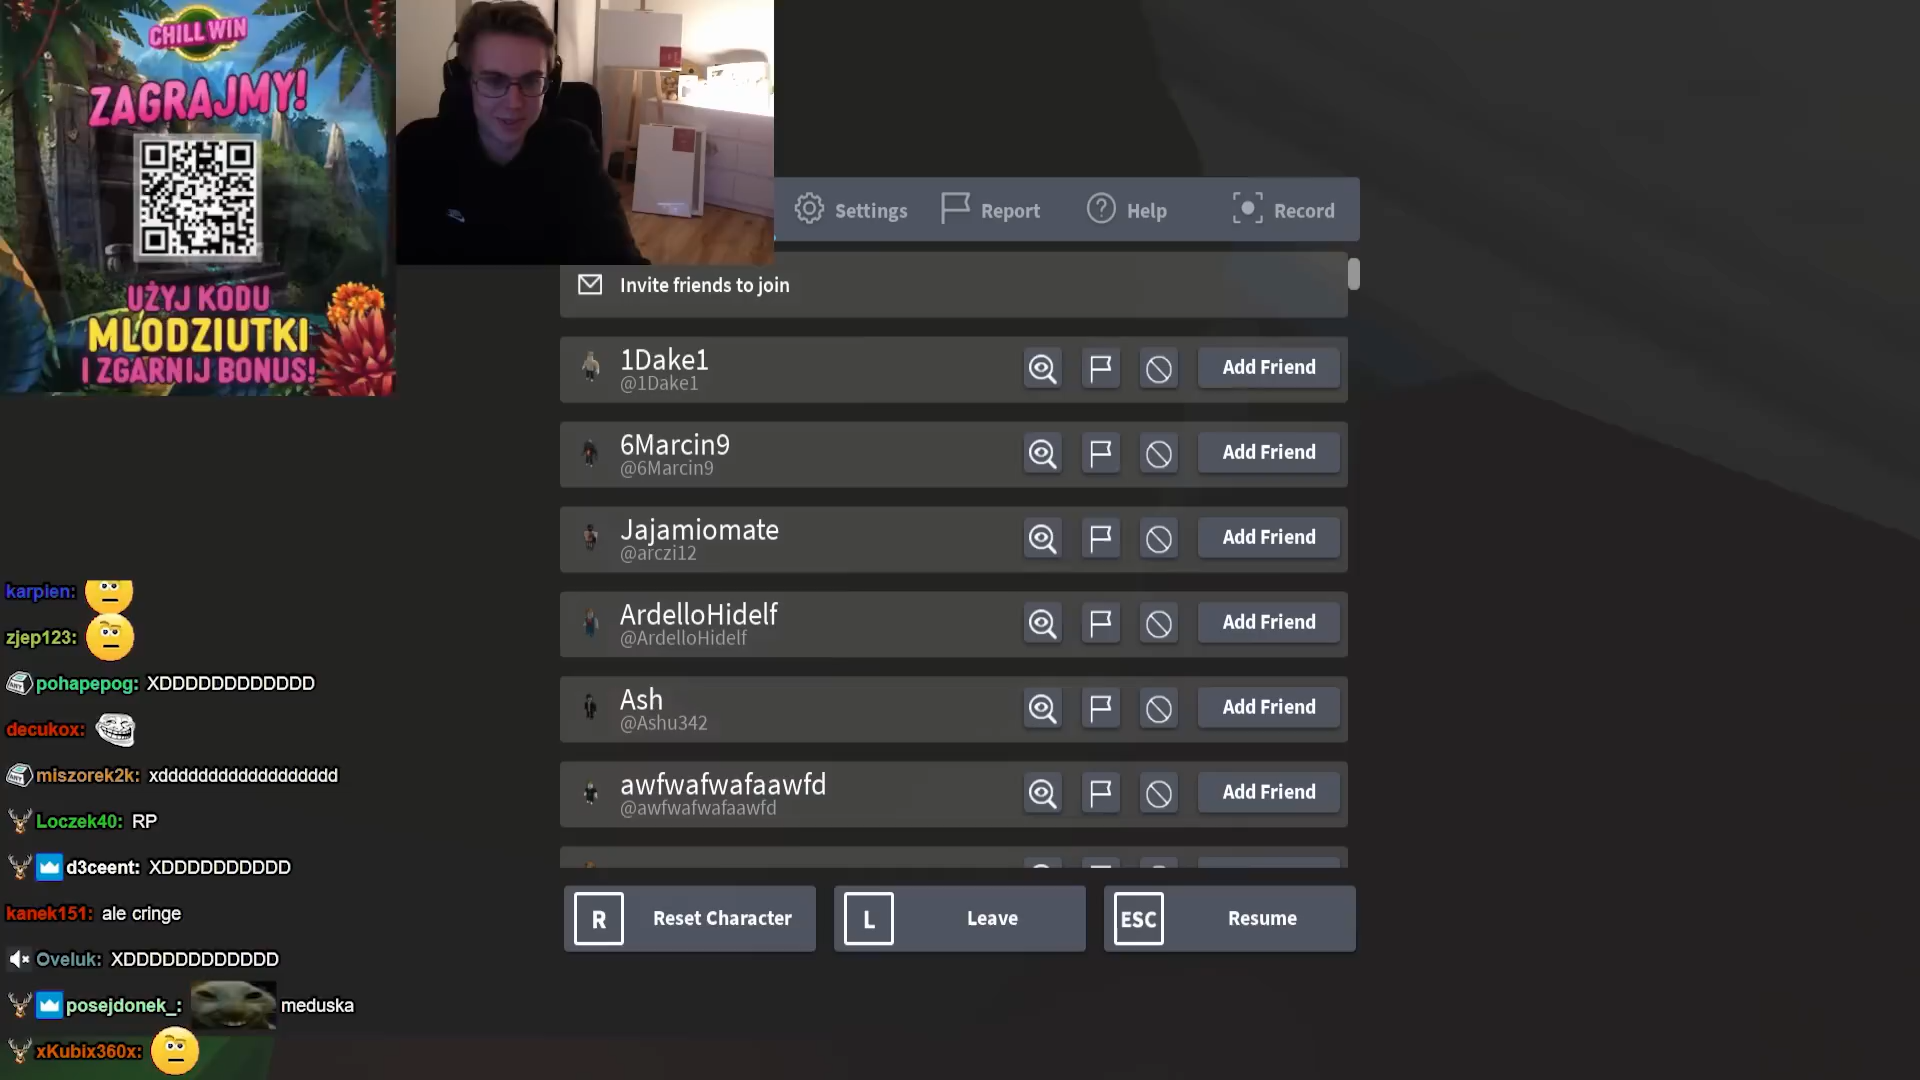 CHILL WIN
ZAGRAJMY!
UŻYJ KODU
MLODZIUTKI
I ZGARNIJ BONUS!
Settings
Report
Help
Record
Invite friends to join
1Dake1
@1Dake1
Add Friend
6Marcin9
@6Marcin9
Add Friend
Jajamiomate
@arczi12
Add Friend
ArdelloHidelf
@ArdelloHidelf
Add Friend
Ash
@Ashu342
Add Friend
awfwafwafaawfd
@awfwafwafaawfd
Add Friend
R Reset Character
L Leave
ESC Resume
karpien:
zjep123:
pohapepog: XDDDDDDDDDDDD
decukox:
miszorek2k: xdddddddddddddddddd
Loczek40: RP
d3ceent: XDDDDDDDDDDD
kanek151: ale cringe
Oveluk: XDDDDDDDDDDDD
posejdonek_: meduska
xKubix360x: